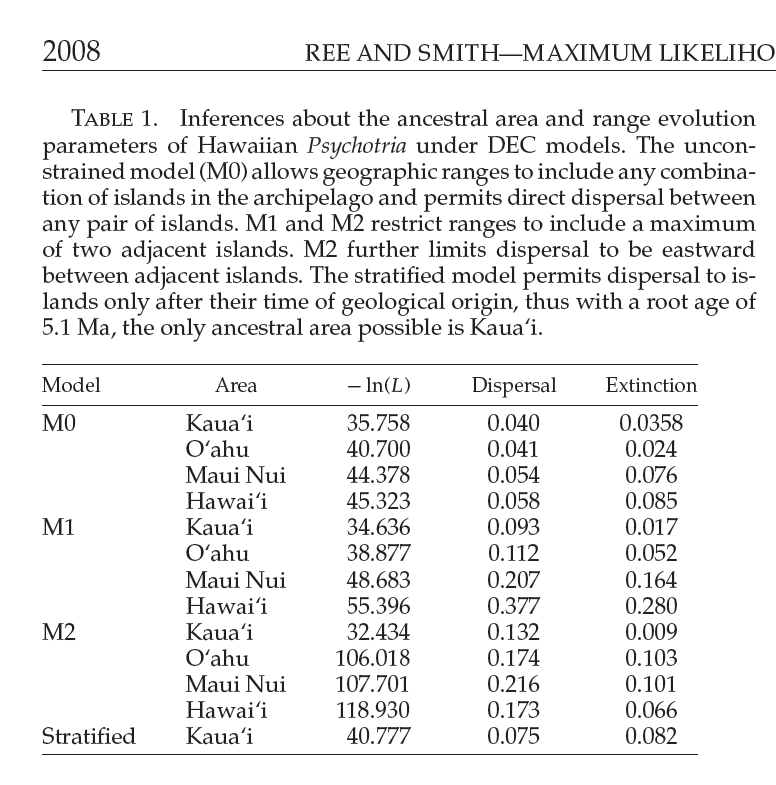 2008 REE AND SMITH—MAXIMUM LIKELIHO
TABLE 1. Inferences about the ancestral area and range evolution
parameters of Hawaiian Psychotria under DEC models. The uncon-
strained model (M0) allows geographic ranges to include any combina-
tion of islands in the archipelago and permits direct dispersal between
any pair of islands. M1 and M2 restrict ranges to include a maximum
of two adjacent islands. M2 further limits dispersal to be eastward
between adjacent islands. The stratified model permits dispersal to is-
lands only after their time of geological origin, thus with a root age of
5.1 Ma, the only ancestral area possible is Kaua‘i.
Model Area − ln(L) Dispersal Extinction
M0 Kaua‘i 35.758 0.040 0.0358
O‘ahu 40.700 0.041 0.024
Maui Nui 44.378 0.054 0.076
Hawai‘i 45.323 0.058 0.085
M1 Kaua‘i 34.636 0.093 0.017
O‘ahu 38.877 0.112 0.052
Maui Nui 48.683 0.207 0.164
Hawai‘i 55.396 0.377 0.280
M2 Kaua‘i 32.434 0.132 0.009
O‘ahu 106.018 0.174 0.103
Maui Nui 107.701 0.216 0.101
Hawai‘i 118.930 0.173 0.066
Stratified Kaua‘i 40.777 0.075 0.082